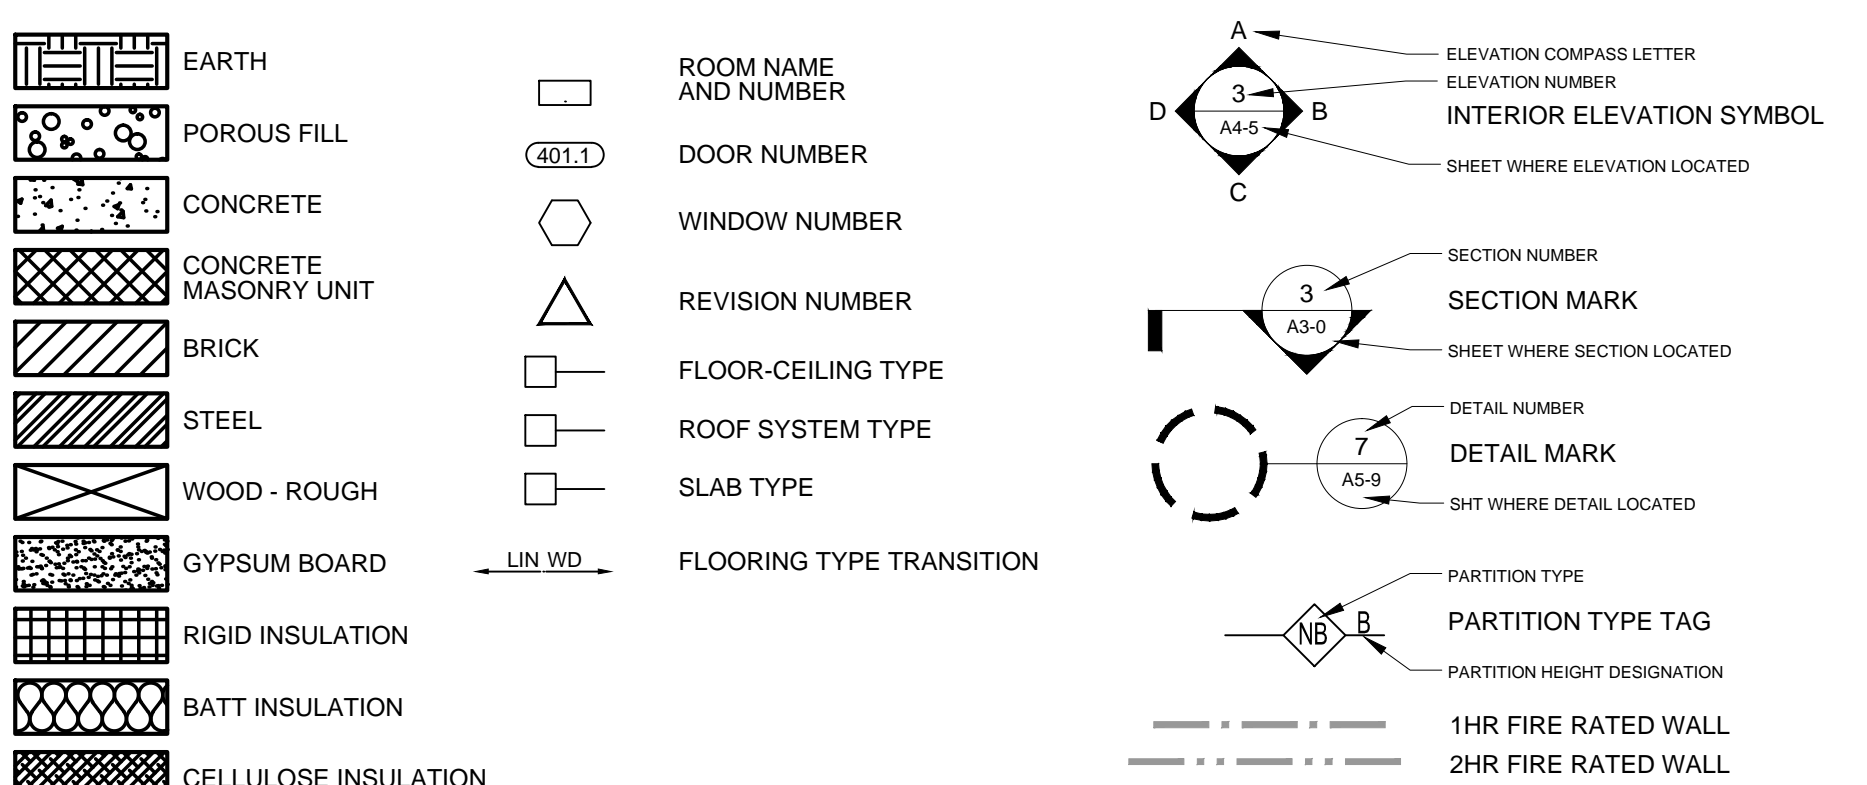 EARTH
POROUS FILL
CONCRETE
CONCRETE
MASONRY UNIT
BRICK
STEEL
WOOD - ROUGH
GYPSUM BOARD
RIGID INSULATION
BATT INSULATION
CELLULOSE INSULATION
ROOM NAME
AND NUMBER
401.1
DOOR NUMBER
WINDOW NUMBER
REVISION NUMBER
FLOOR-CEILING TYPE
ROOF SYSTEM TYPE
SLAB TYPE
LIN WD
FLOORING TYPE TRANSITION
A
ELEVATION COMPASS LETTER
ELEVATION NUMBER
3
D
B
INTERIOR ELEVATION SYMBOL
A4-5
SHEET WHERE ELEVATION LOCATED
C
SECTION NUMBER
3
SECTION MARK
A3-0
SHEET WHERE SECTION LOCATED
DETAIL NUMBER
7
DETAIL MARK
A5-9
SHT WHERE DETAIL LOCATED
PARTITION TYPE
NB
B
PARTITION TYPE TAG
PARTITION HEIGHT DESIGNATION
1HR FIRE RATED WALL
2HR FIRE RATED WALL